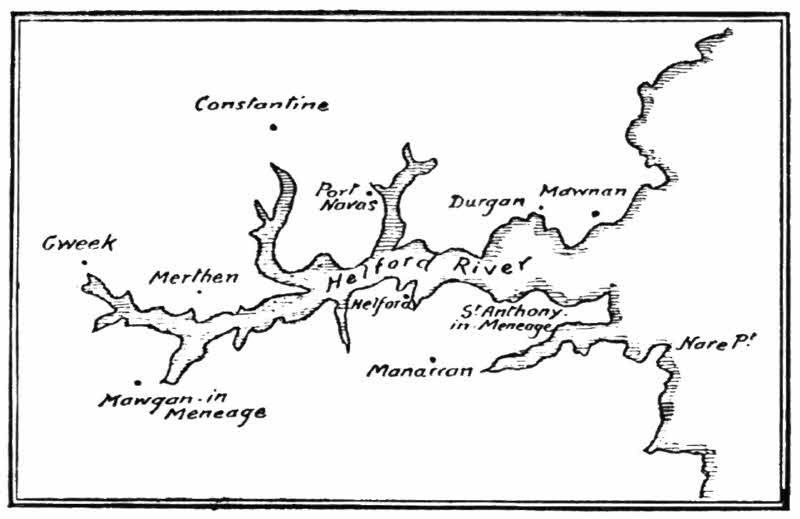 Constantine
Port
Navas
Durgan
Mawnan
Gweek
Merthen
Helford River
Helford
St Anthony.
in. Meneage
Manaccan
Nare Pt
Mawgan.in
Meneage